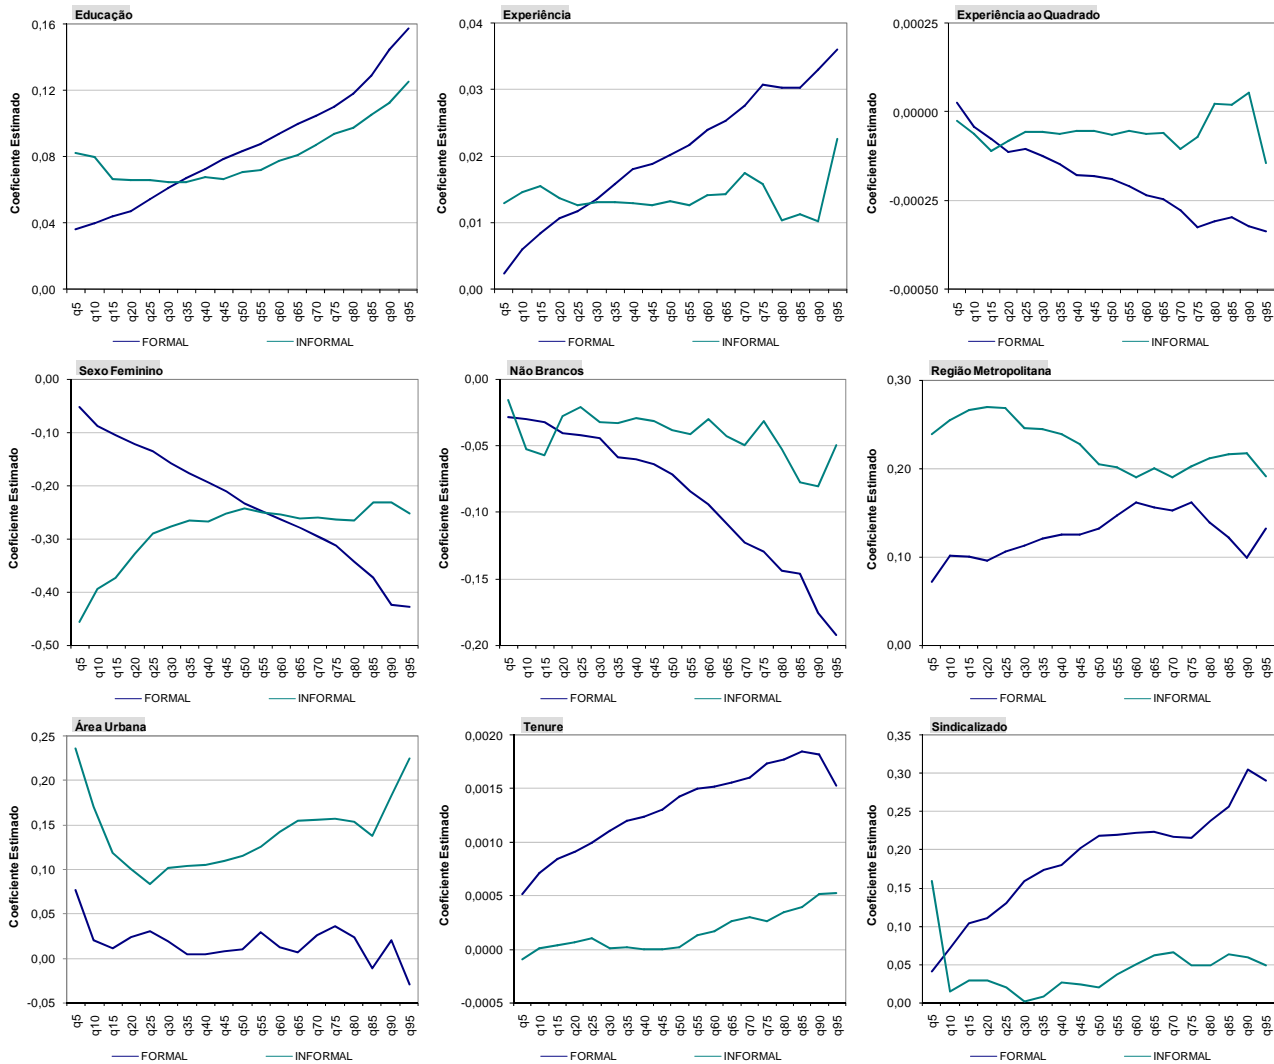 Educação
Coeficiente Estimado
0,16
0,12
0,08
0,04
0,00
q5 q10 q15 q20 q25 q30 q35 q40 q45 q50 q55 q60 q65 q70 q75 q80 q85 q90 q95
FORMAL INFORMAL
Experiência
Coeficiente Estimado
0,04
0,03
0,02
0,01
0,00
q5 q10 q15 q20 q25 q30 q35 q40 q45 q50 q55 q60 q65 q70 q75 q80 q85 q90 q95
FORMAL INFORMAL
Experiência ao Quadrado
Coeficiente Estimado
0,00025
0,00000
-0,00025
-0,00050
q5 q10 q15 q20 q25 q30 q35 q40 q45 q50 q55 q60 q65 q70 q75 q80 q85 q90 q95
FORMAL INFORMAL
Sexo Feminino
Coeficiente Estimado
0,00
-0,10
-0,20
-0,30
-0,40
-0,50
q5 q10 q15 q20 q25 q30 q35 q40 q45 q50 q55 q60 q65 q70 q75 q80 q85 q90 q95
FORMAL INFORMAL
Não Brancos
Coeficiente Estimado
0,00
-0,05
-0,10
-0,15
-0,20
q5 q10 q15 q20 q25 q30 q35 q40 q45 q50 q55 q60 q65 q70 q75 q80 q85 q90 q95
FORMAL INFORMAL
Região Metropolitana
Coeficiente Estimado
0,30
0,20
0,10
0,00
q5 q10 q15 q20 q25 q30 q35 q40 q45 q50 q55 q60 q65 q70 q75 q80 q85 q90 q95
FORMAL INFORMAL
Área Urbana
Coeficiente Estimado
0,25
0,20
0,15
0,10
0,05
0,00
-0,05
q5 q10 q15 q20 q25 q30 q35 q40 q45 q50 q55 q60 q65 q70 q75 q80 q85 q90 q95
FORMAL INFORMAL
Tenure
Coeficiente Estimado
0,0020
0,0015
0,0010
0,0005
0,0000
-0,0005
q5 q10 q15 q20 q25 q30 q35 q40 q45 q50 q55 q60 q65 q70 q75 q80 q85 q90 q95
FORMAL INFORMAL
Sindicalizado
Coeficiente Estimado
0,35
0,30
0,25
0,20
0,15
0,10
0,05
0,00
q5 q10 q15 q20 q25 q30 q35 q40 q45 q50 q55 q60 q65 q70 q75 q80 q85 q90 q95
FORMAL INFORMAL